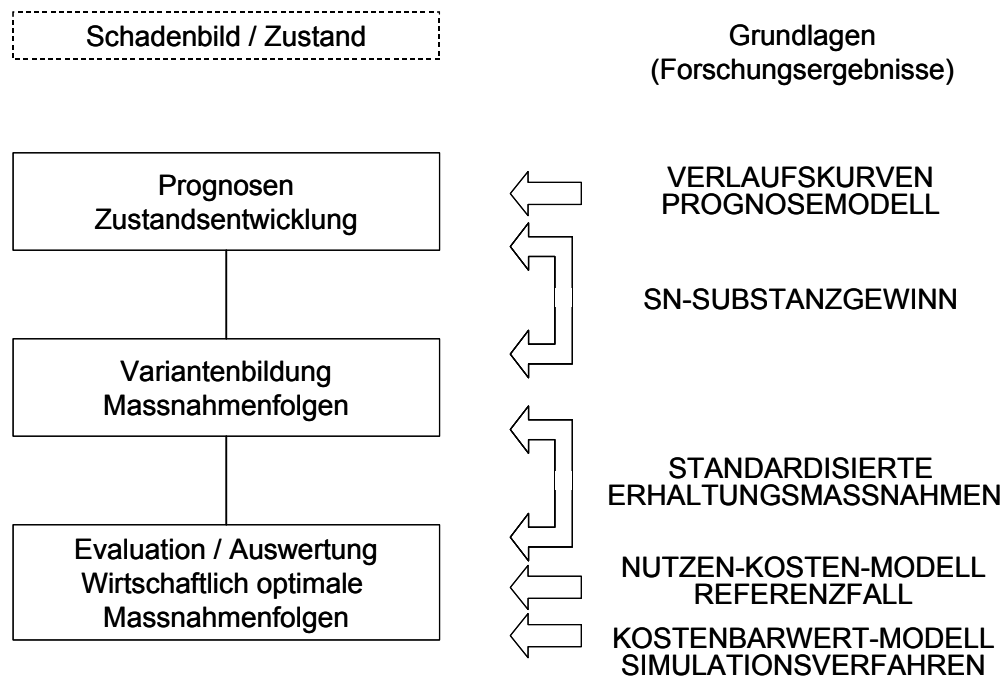 Schadenbild / Zustand
Grundlagen
(Forschungsergebnisse)
Prognosen
Zustandsentwicklung
VERLAUFSKURVEN
PROGNOSEMODELL
SN-SUBSTANZGEWINN
Variantenbildung
Massnahmenfolgen
STANDARDISIERTE
ERHALTUNGSMASSNAHMEN
Evaluation / Auswertung
Wirtschaftlich optimale
Massnahmenfolgen
NUTZEN-KOSTEN-MODELL
REFERENZFALL
KOSTENBARWERT-MODELL
SIMULATIONSVERFAHREN